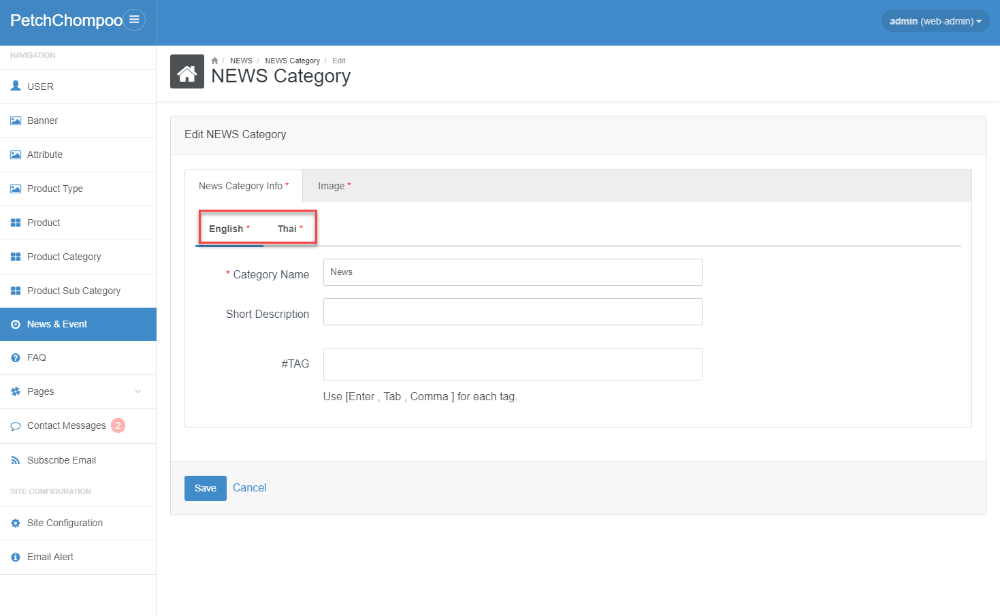 PetchChompoo
admin (web-admin)
NAVIGATION
USER
Banner
Attribute
Product Type
Product
Product Category
Product Sub Category
News & Event
FAQ
Pages
Contact Messages 2
Subscribe Email
SITE CONFIGURATION
Site Configuration
Email Alert
/ NEWS / NEWS Category / Edit
NEWS Category
Edit NEWS Category
News Category Info * Image *
English * Thai *
* Category Name News
Short Description
#TAG
Use [Enter , Tab , Comma ] for each tag.
Save Cancel